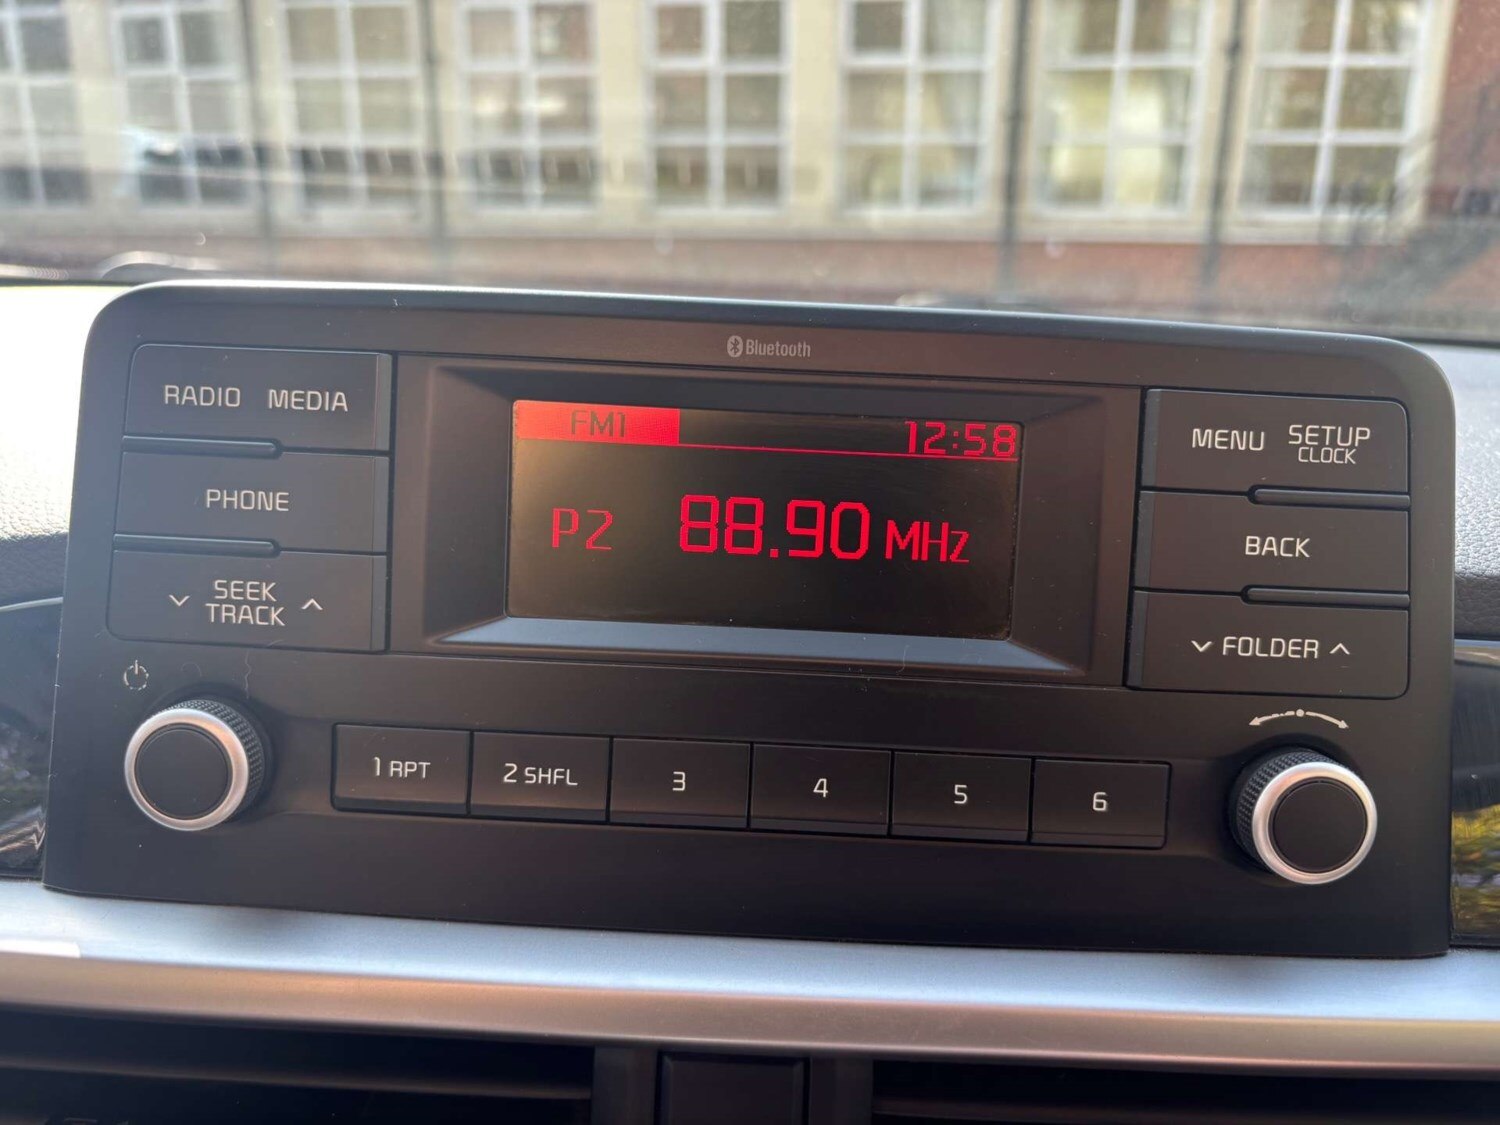 Bluetooth
RADIO MEDIA
PHONE
SEEK
TRACK
FM1 12:58
P2 88.90 MHz
MENU SETUP
CLOCK
BACK
FOLDER
1 RPT 2 SHFL 3 4 5 6